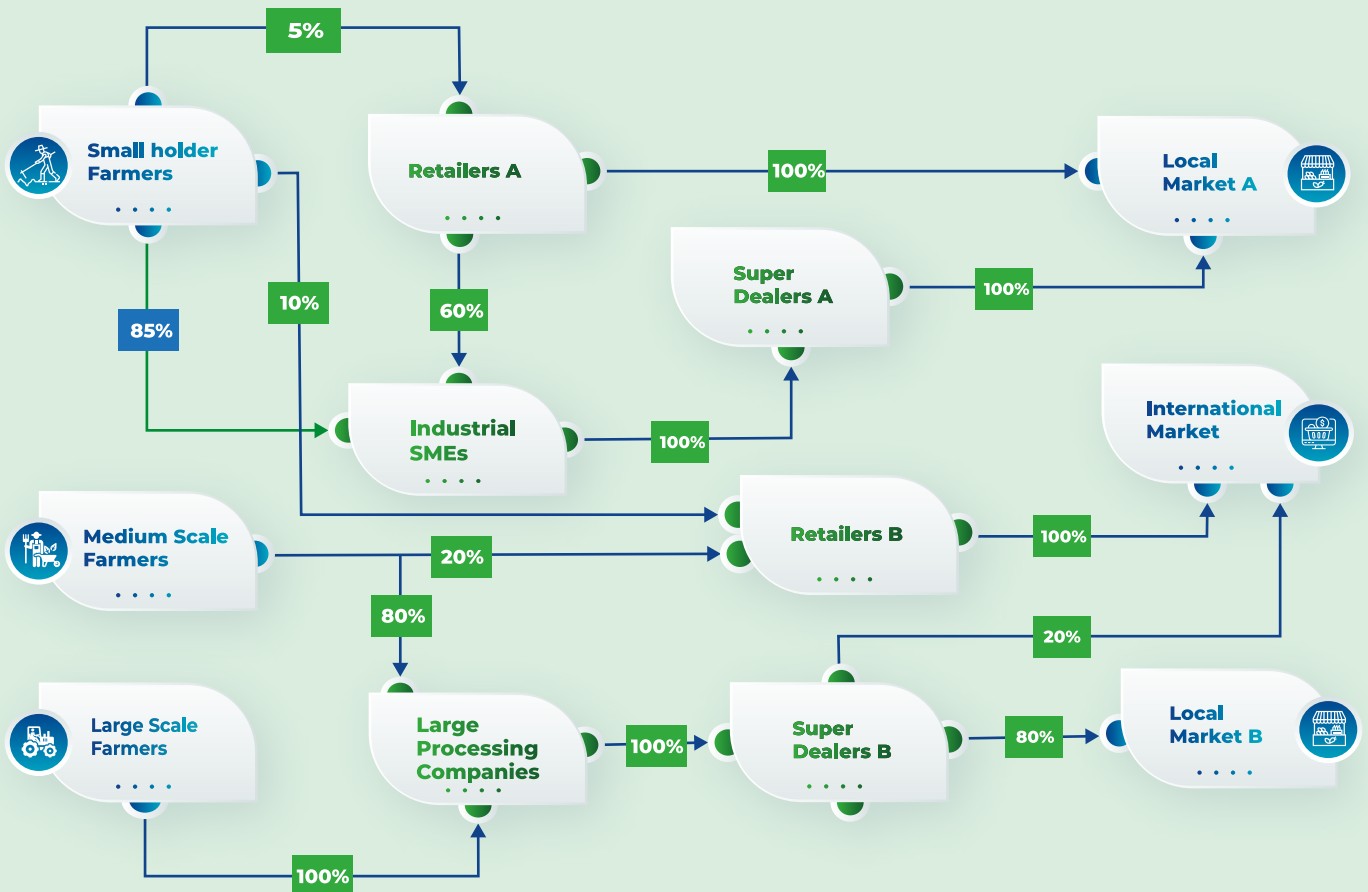 5%
Small holder
Farmers
Retailers A
100%
Local
Market A
85%
10%
60%
Super
Dealers A
100%
Industrial
SMEs
100%
International
Market
Medium Scale
Farmers
20%
Retailers B
100%
80%
20%
Large Scale
Farmers
Large
Processing
Companies
100%
Super
Dealers B
80%
Local
Market B
100%